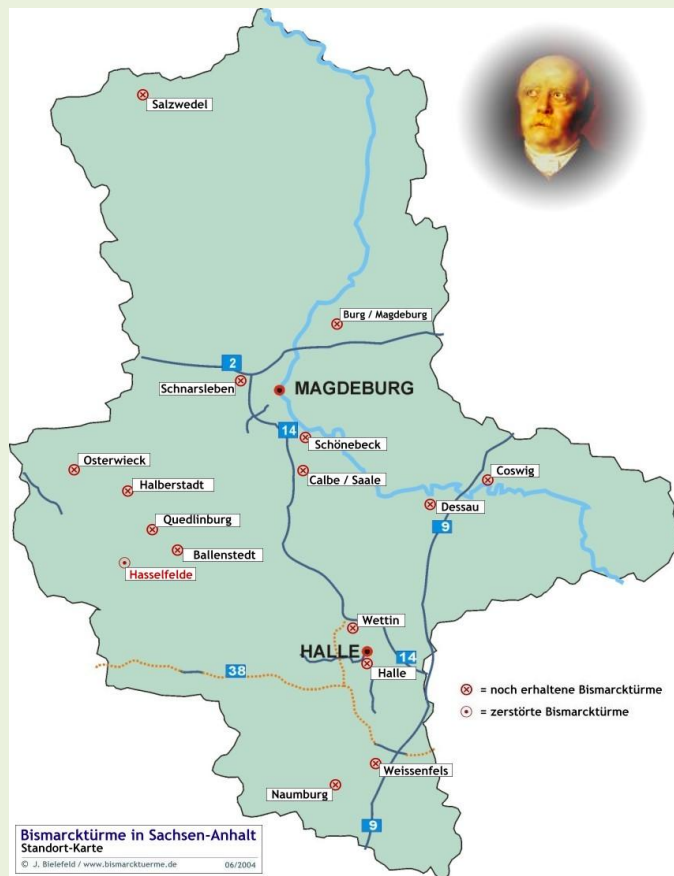 Salzwedel
Burg / Magdeburg
2
Schnarsleben
MAGDEBURG
14
Schönebeck
Osterwieck
Calbe / Saale
Coswig
Halberstadt
Dessau
Quedlinburg
9
Ballenstedt
Hasselfelde
Wettin
HALLE
14
38
Halle
= noch erhaltene Bismarcktürme
= zerstörte Bismarcktürme
Weissenfels
Naumburg
9
Bismarcktürme in Sachsen-Anhalt
Standort-Karte
© J. Bielefeld / www.bismarcktuerme.de 06/2004